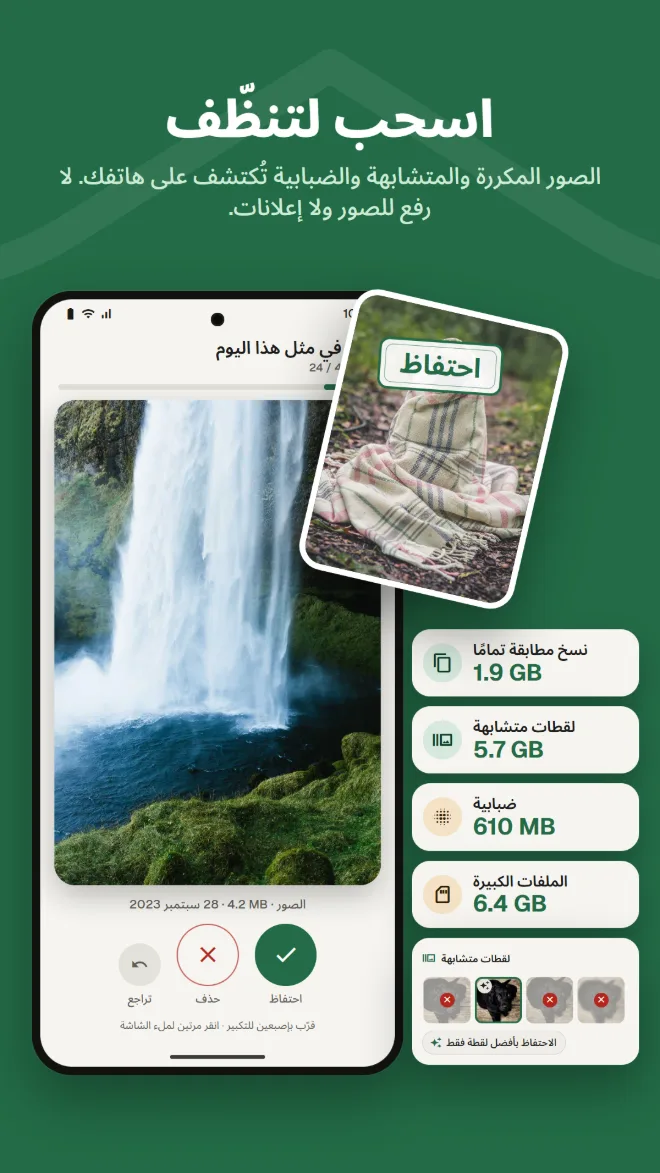 اسحب لتنظّف
الصور المكررة والمتشابهة والضبابية تُكتشف على هاتفك. لا
رفع للصور ولا إعلانات.
في مثل هذا اليوم
24 /
احتفاظ
نسخ مطابقة تمامًا
1.9 GB
لقطات متشابهة
5.7 GB
ضبابية
610 MB
الملفات الكبيرة
6.4 GB
لقطات متشابهة
الاحتفاظ بأفضل لقطة فقط
الصور · 4.2 MB · 28 سبتمبر 2023
احتفاظ
حذف
تراجع
قرّب بإصبعين للتكبير · انقر مرتين لملء الشاشة